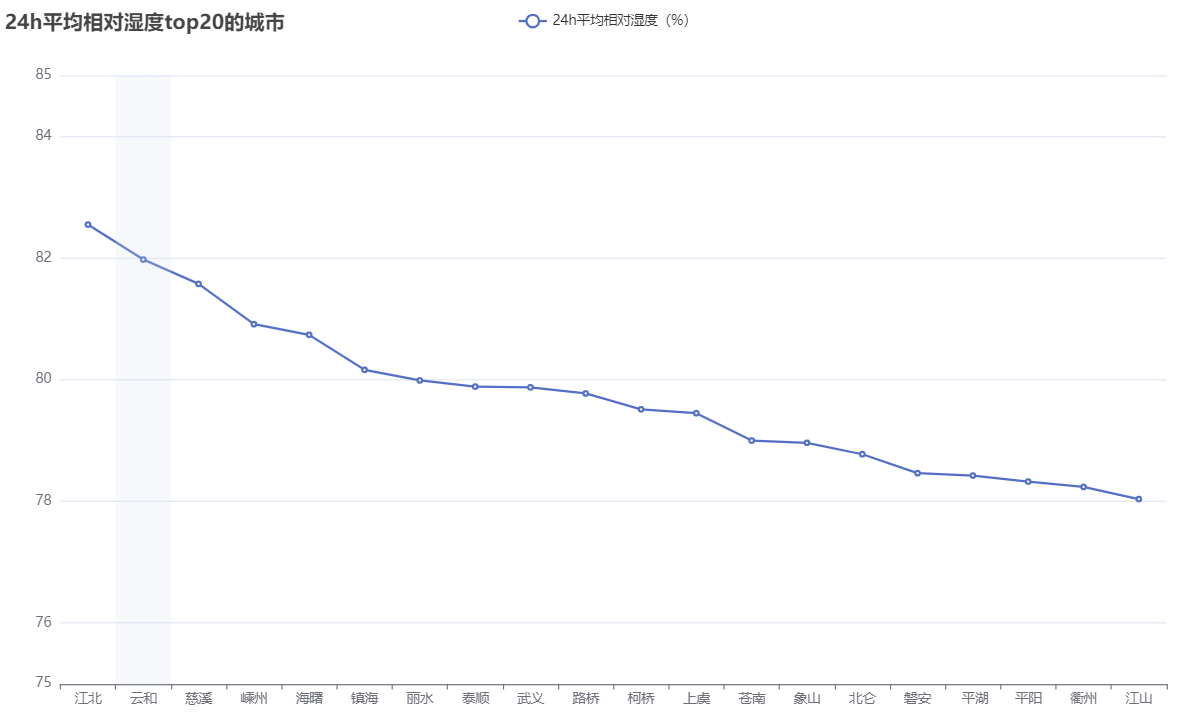 24h平均相对湿度top20的城市
24h平均相对湿度（%）
85
84
82
80
78
76
75
江北 云和 慈溪 嵊州 海曙 镇海 丽水 泰顺 武义 路桥 柯桥 上虞 苍南 象山 北仑 磐安 平湖 平阳 衢州 江山